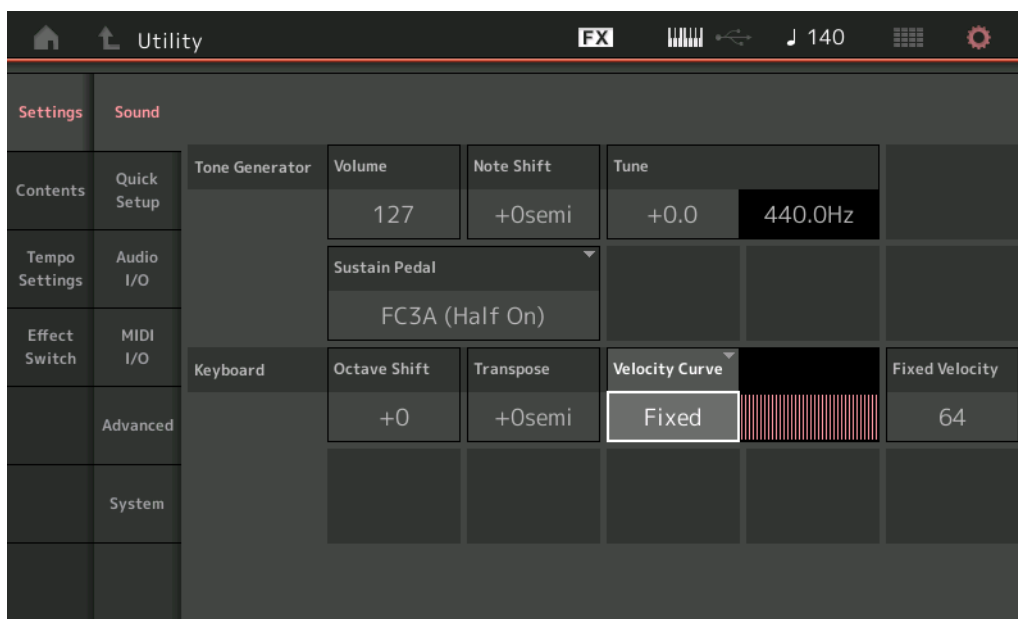 Utility
FX
♩ 140
Settings
Sound
Contents
Quick
Setup
Tone Generator
Volume
Note Shift
Tune
127
+0semi
+0.0
440.0Hz
Tempo
Settings
Audio
I/O
Sustain Pedal
FC3A (Half On)
Effect
Switch
MIDI
I/O
Keyboard
Octave Shift
Transpose
Velocity Curve
Fixed Velocity
+0
+0semi
Fixed
64
Advanced
System